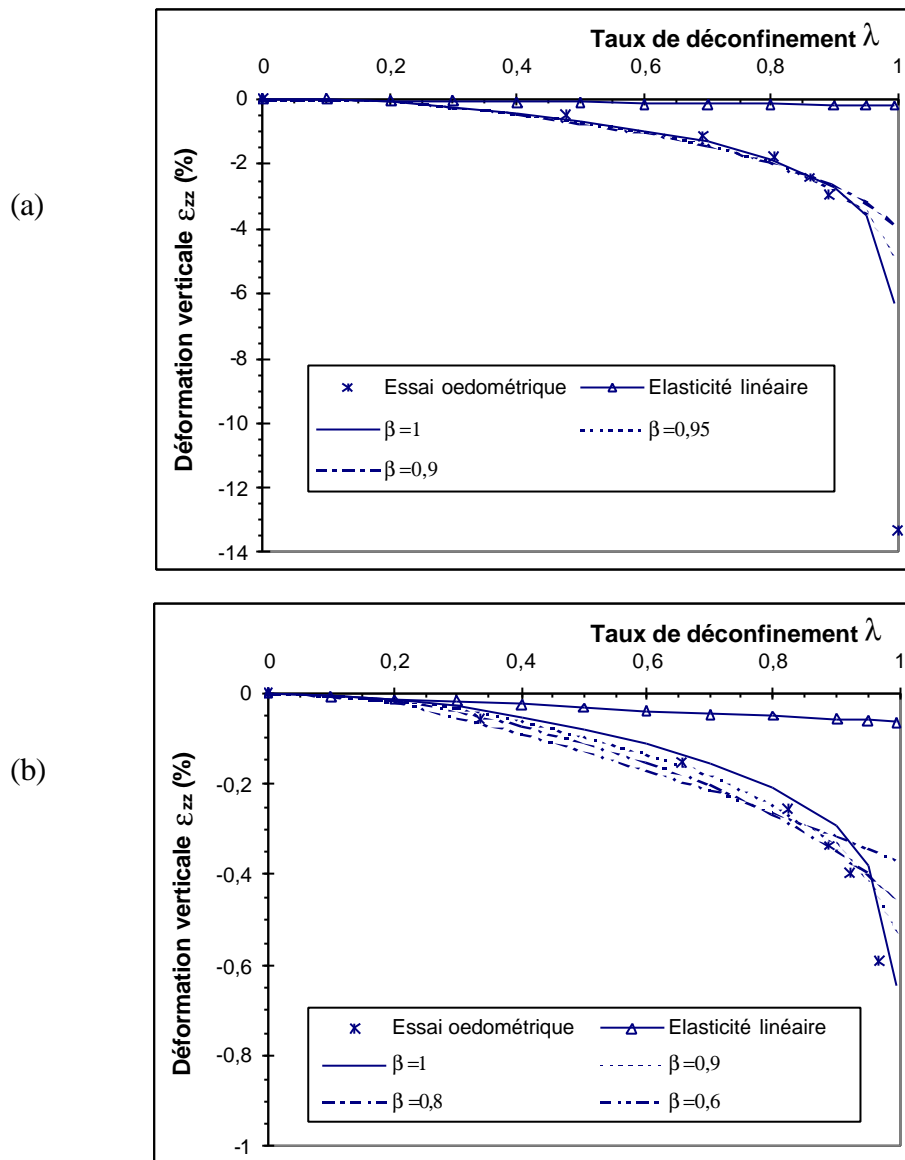 (a)
Taux de déconfinement λ
0 0,2 0,4 0,6 0,8 1
Déformation verticale εzz (%)
0
-2
-4
-6
-8
-10
-12
-14
Essai oedométrique Elasticité linéaire
β=1 β=0,95
β=0,9
(b)
Taux de déconfinement λ
0 0,2 0,4 0,6 0,8 1
Déformation verticale εzz (%)
0
-0,2
-0,4
-0,6
-0,8
-1
Essai oedométrique Elasticité linéaire
β=1 β=0,9
β=0,8 β=0,6